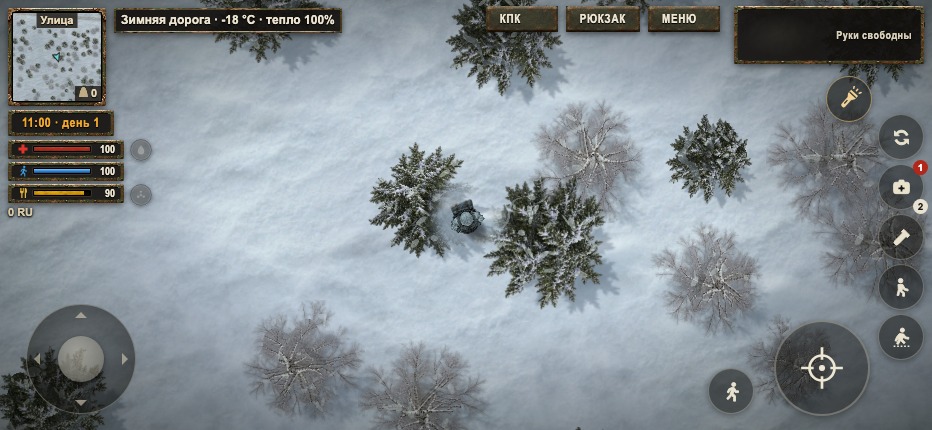 Улица
Зимняя дорога · -18 °C · тепло 100%
КПК
РЮКЗАК
МЕНЮ
Руки свободны
0
11:00 · день 1
100
100
90
0 RU
1
2